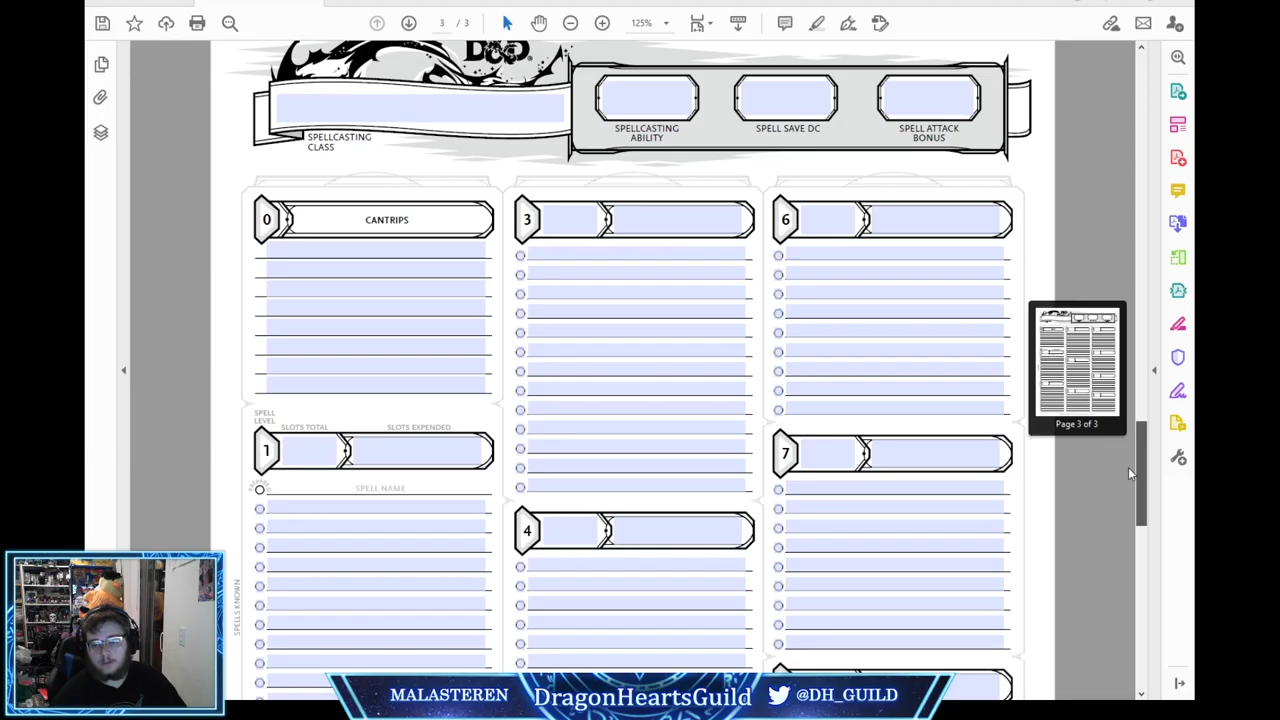 3 / 3
125%
D&D
SPELLCASTING
CLASS
SPELLCASTING
ABILITY
SPELL SAVE DC
SPELL ATTACK
BONUS
0
CANTRIPS
3
6
SPELL
LEVEL
SLOTS TOTAL
SLOTS EXPENDED
1
PREPARED
SPELL NAME
SPELLS KNOWN
4
7
Page 3 of 3
MALASTEREN
DragonHeartsGuild
@DH_GUILD